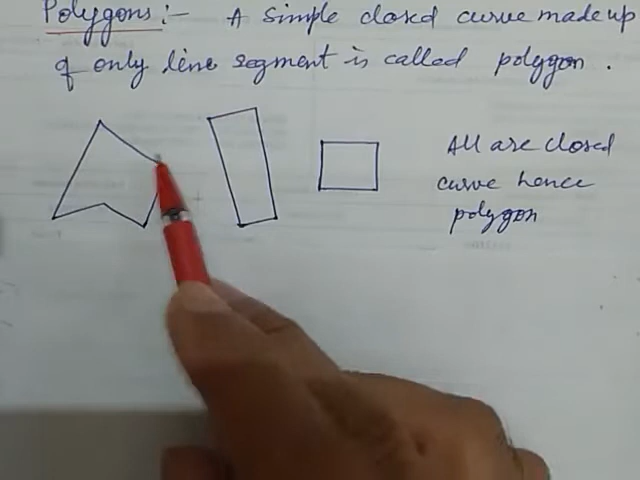 Polygons :- A simple closed curve made up
of only line segment is called polygon .
All are closed
curve hence
polygon